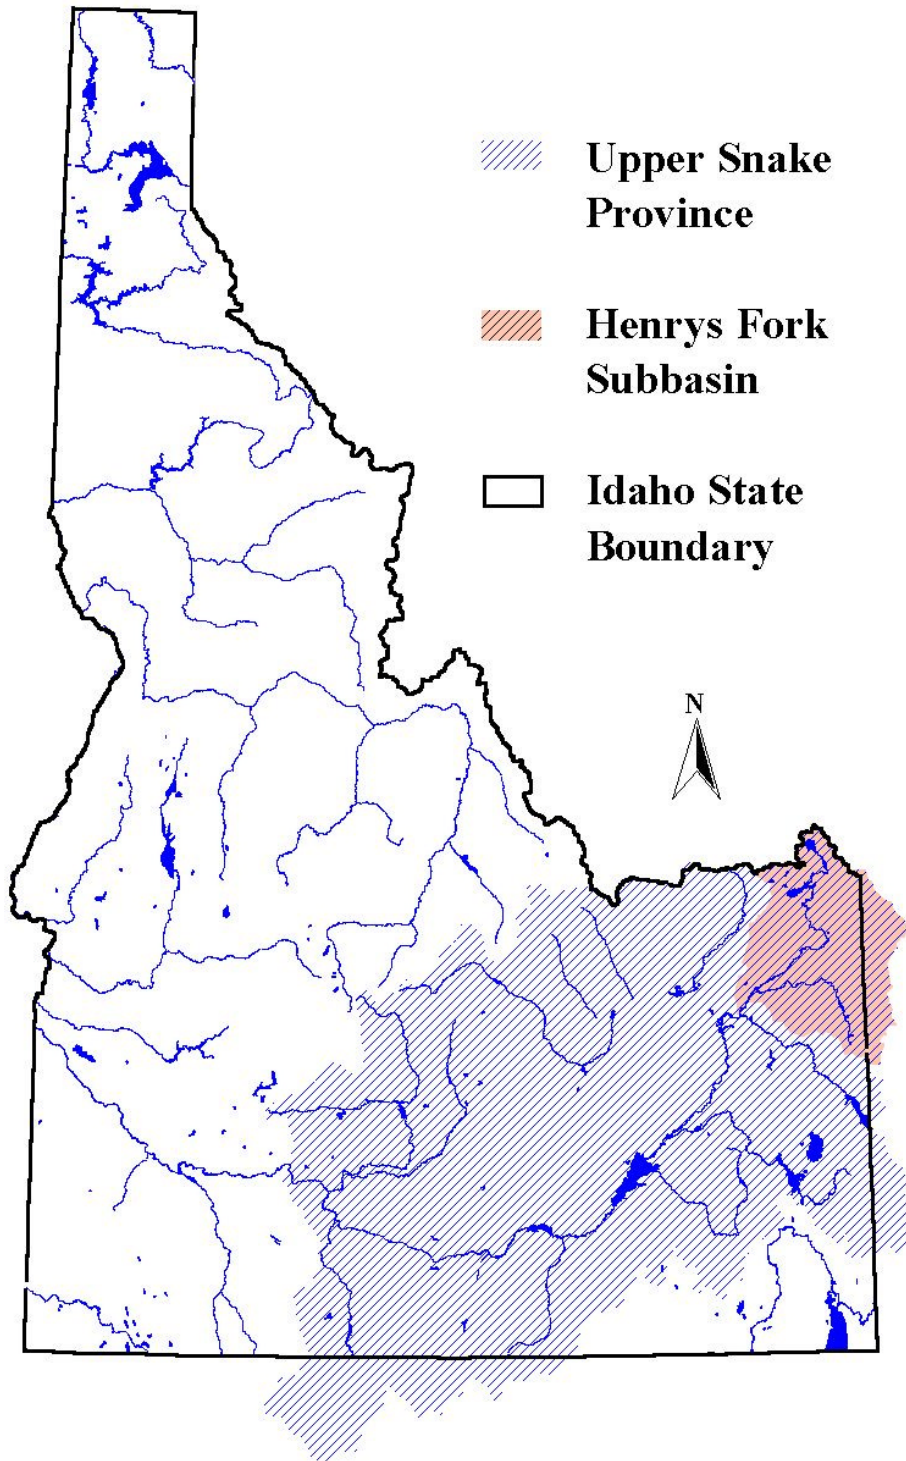 Upper Snake
Province
Henrys Fork
Subbasin
Idaho State
Boundary
N